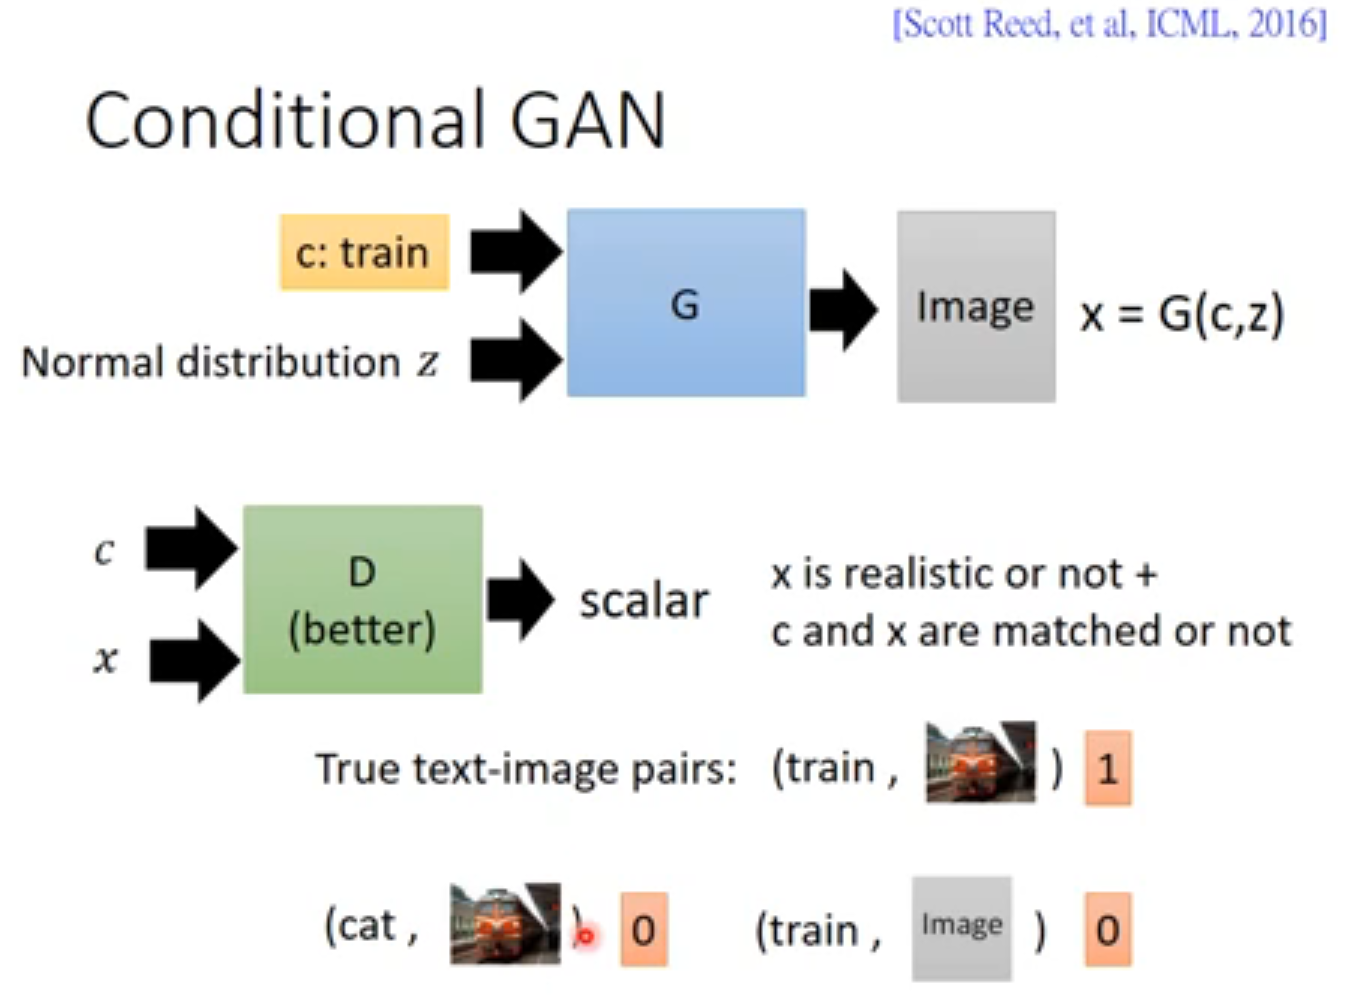 [Scott Reed, et al, ICML, 2016]
Conditional GAN
c: train
G
Image
x = G(c,z)
Normal distribution z
c
D
(better)
x
scalar
x is realistic or not +
c and x are matched or not
True text-image pairs: (train , ) 1
(cat , ) 0
(train , Image ) 0